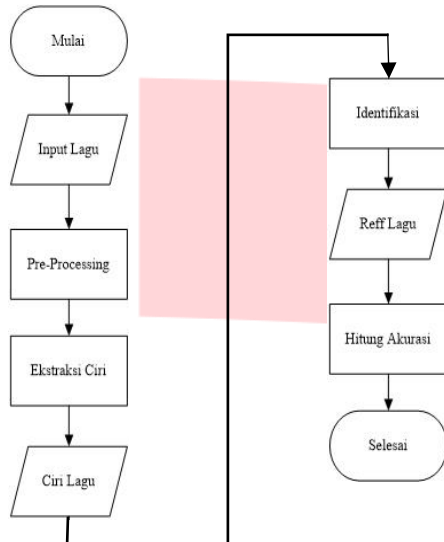 Mulai
Input Lagu
Pre-Processing
Ekstraksi Ciri
Ciri Lagu
Identifikasi
Reff Lagu
Hitung Akurasi
Selesai